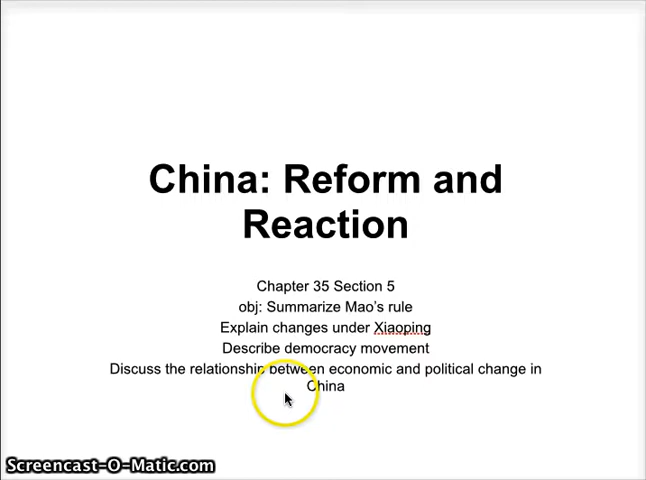 China: Reform and
Reaction
Chapter 35 Section 5
obj: Summarize Mao's rule
Explain changes under Xiaoping
Describe democracy movement
Discuss the relationship between economic and political change in
China
Screencast-O-Matic.com